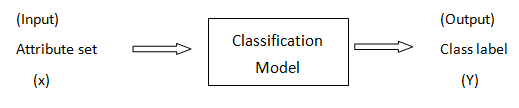 (Input)
Attribute set
(x)
Classification
Model
(Output)
Class label
(Y)